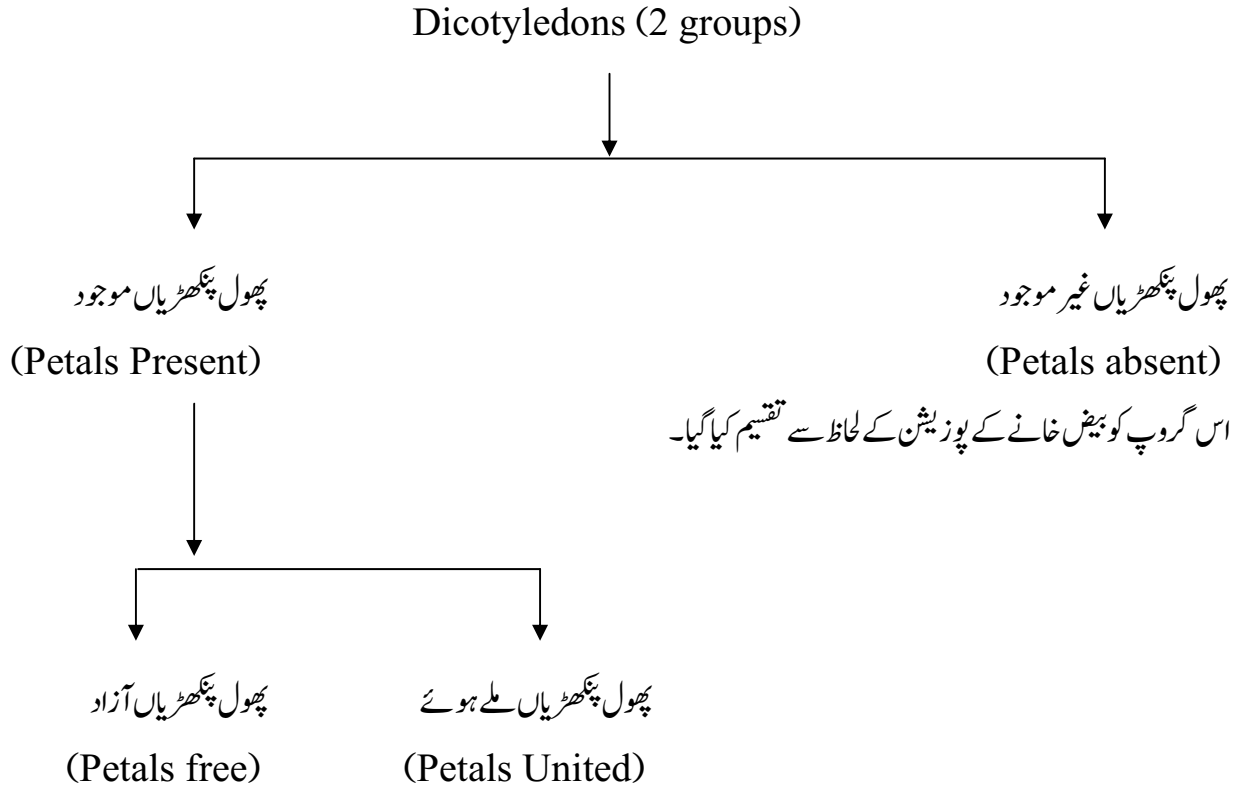 Dicotyledons (2 groups)
پھول پنکھڑیاں موجود
(Petals Present)
پھول پنکھڑیاں غیر موجود
(Petals absent)
اس گروپ کو بیض خانے کے پوزیشن کے لحاظ سے تقسیم کیا گیا۔
پھول پنکھڑیاں آزاد
(Petals free)
پھول پنکھڑیاں ملے ہوئے
(Petals United)